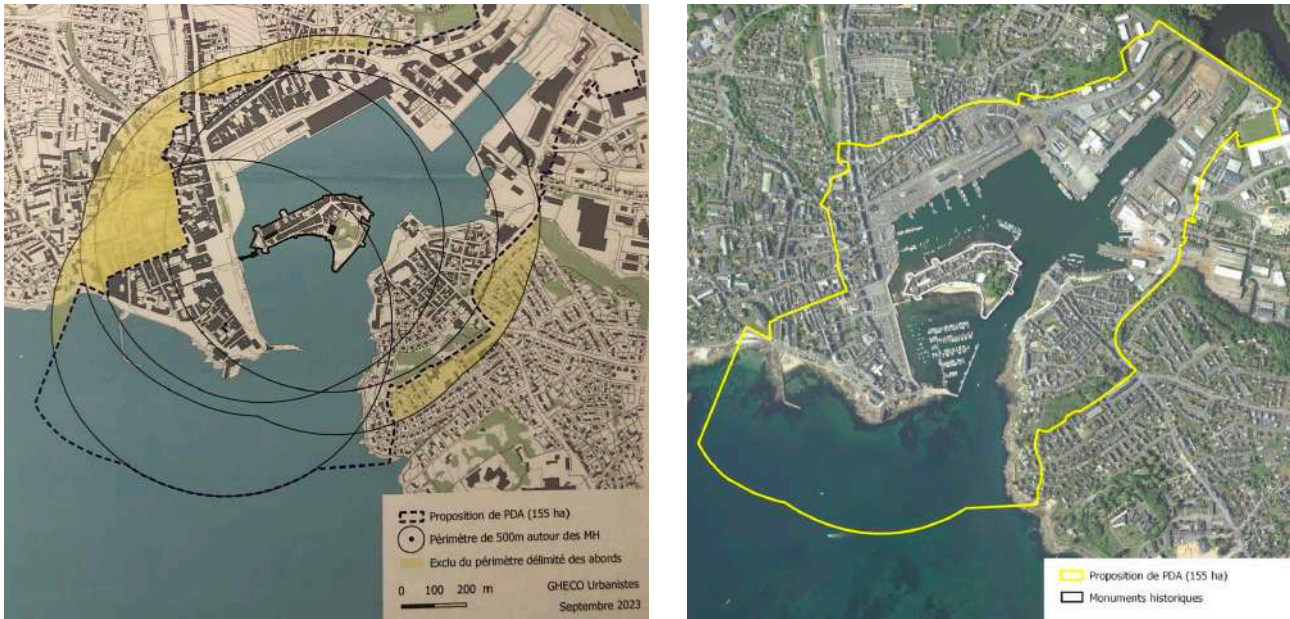 Proposition de PDA (155 ha)
Périmètre de 500m autour des MH
Exclu du périmètre délimité des abords
0 100 200 m
GHECO Urbanistes
Septembre 2023
Proposition de PDA (155 ha)
Monuments historiques